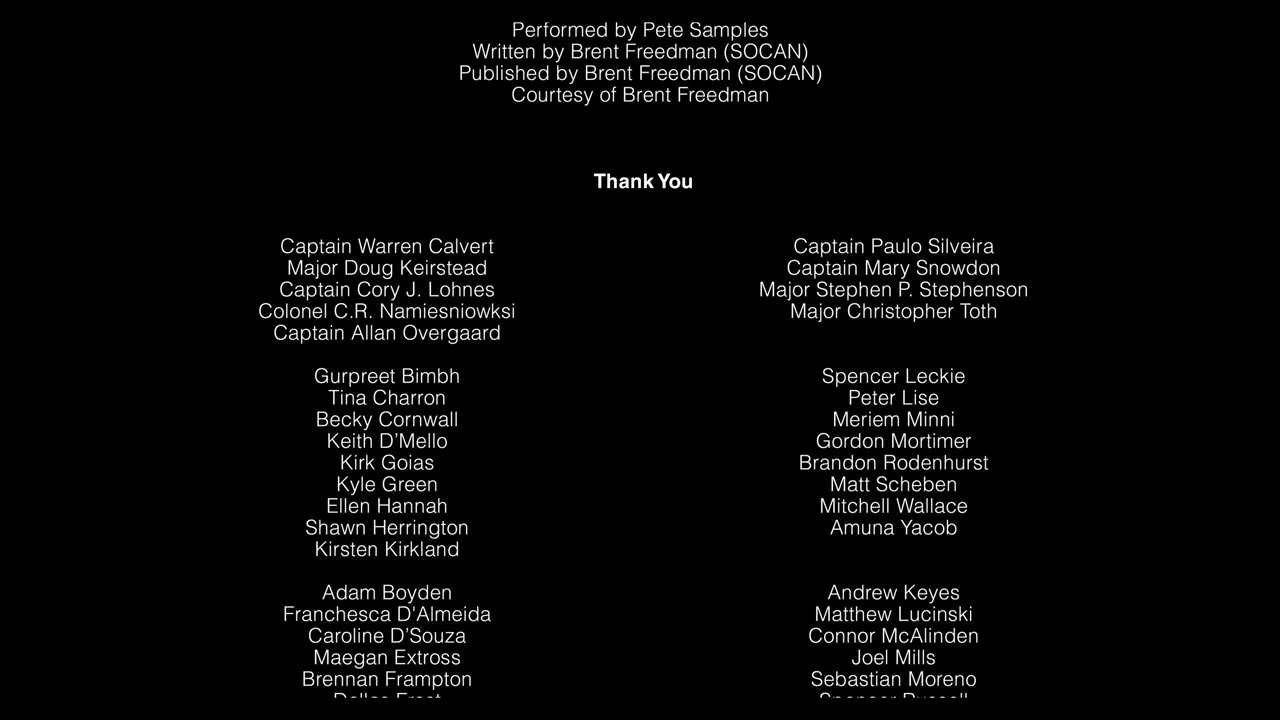 Performed by Pete Samples
Written by Brent Freedman (SOCAN)
Published by Brent Freedman (SOCAN)
Courtesy of Brent Freedman
Thank You
Captain Warren Calvert
Major Doug Keirstead
Captain Cory J. Lohnes
Colonel C.R. Namiesniowksi
Captain Allan Overgaard
Captain Paulo Silveira
Captain Mary Snowdon
Major Stephen P. Stephenson
Major Christopher Toth
Gurpreet Bimbh
Tina Charron
Becky Cornwall
Keith D’Mello
Kirk Goias
Kyle Green
Ellen Hannah
Shawn Herrington
Kirsten Kirkland
Spencer Leckie
Peter Lise
Meriem Minni
Gordon Mortimer
Brandon Rodenhurst
Matt Scheben
Mitchell Wallace
Amuna Yacob
Adam Boyden
Franchesca D'Almeida
Caroline D’Souza
Maegan Extross
Brennan Frampton
Andrew Keyes
Matthew Lucinski
Connor McAlinden
Joel Mills
Sebastian Moreno